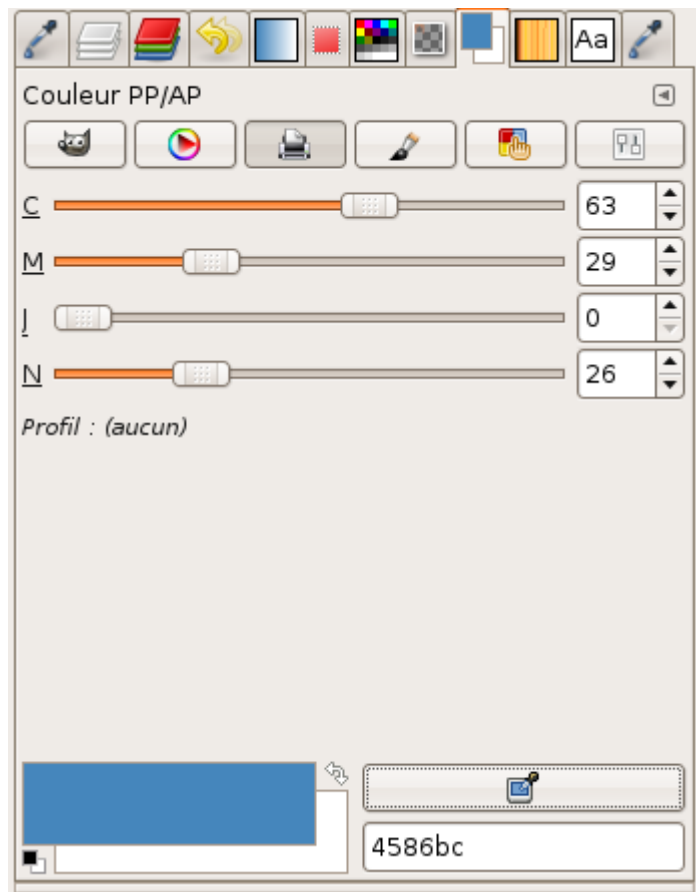 Aa
Couleur PP/AP
C 63
M 29
J 0
N 26
Profil : (aucun)
4586bc